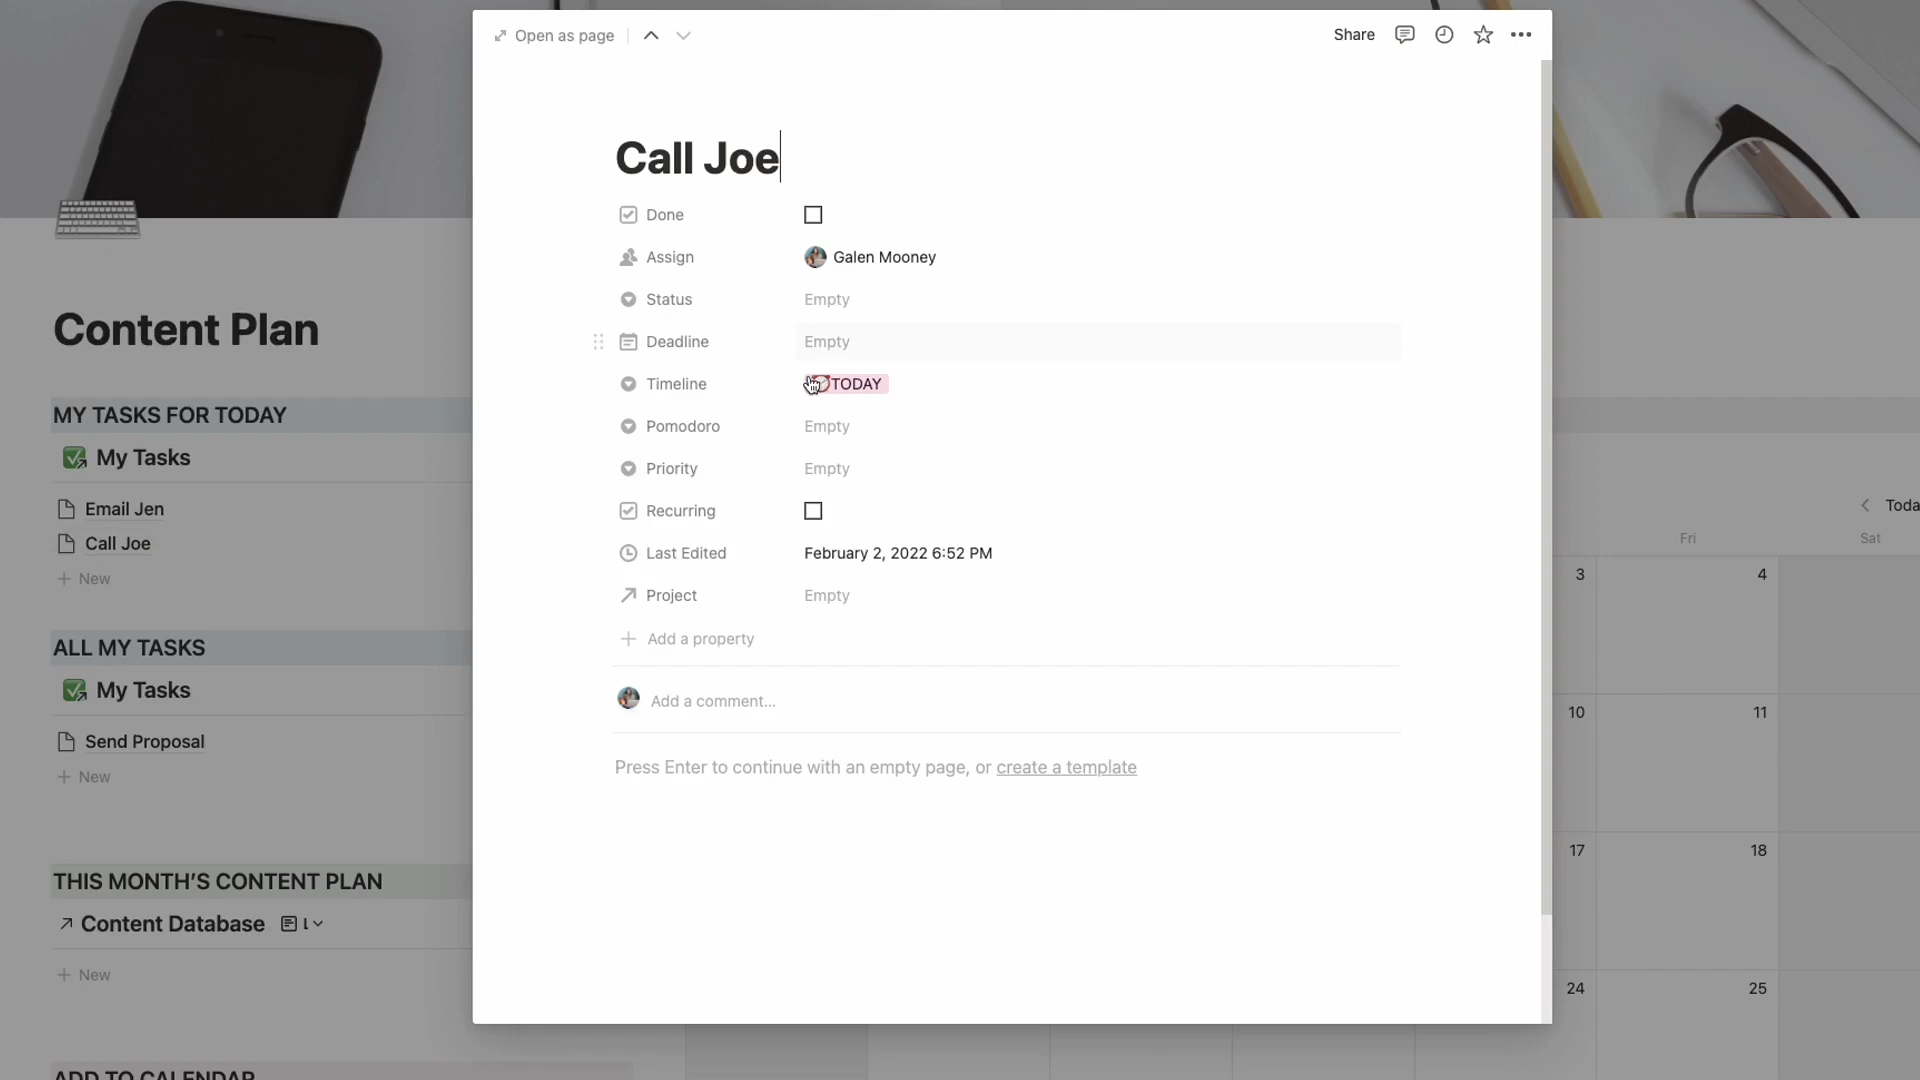 Open as page
Share
Call Joe
Done
Assign Galen Mooney
Status Empty
Deadline Empty
Timeline TODAY
Pomodoro Empty
Priority Empty
Recurring
Last Edited February 2, 2022 6:52 PM
Project Empty
Add a property
Add a comment...
Press Enter to continue with an empty page, or create a template
Content Plan
MY TASKS FOR TODAY
My Tasks
Email Jen
Call Joe
New
ALL MY TASKS
My Tasks
Send Proposal
New
THIS MONTH'S CONTENT PLAN
Content Database
New
ADD TO CALENDAR
Toda
Fri Sat
3 4
10 11
17 18
24 25